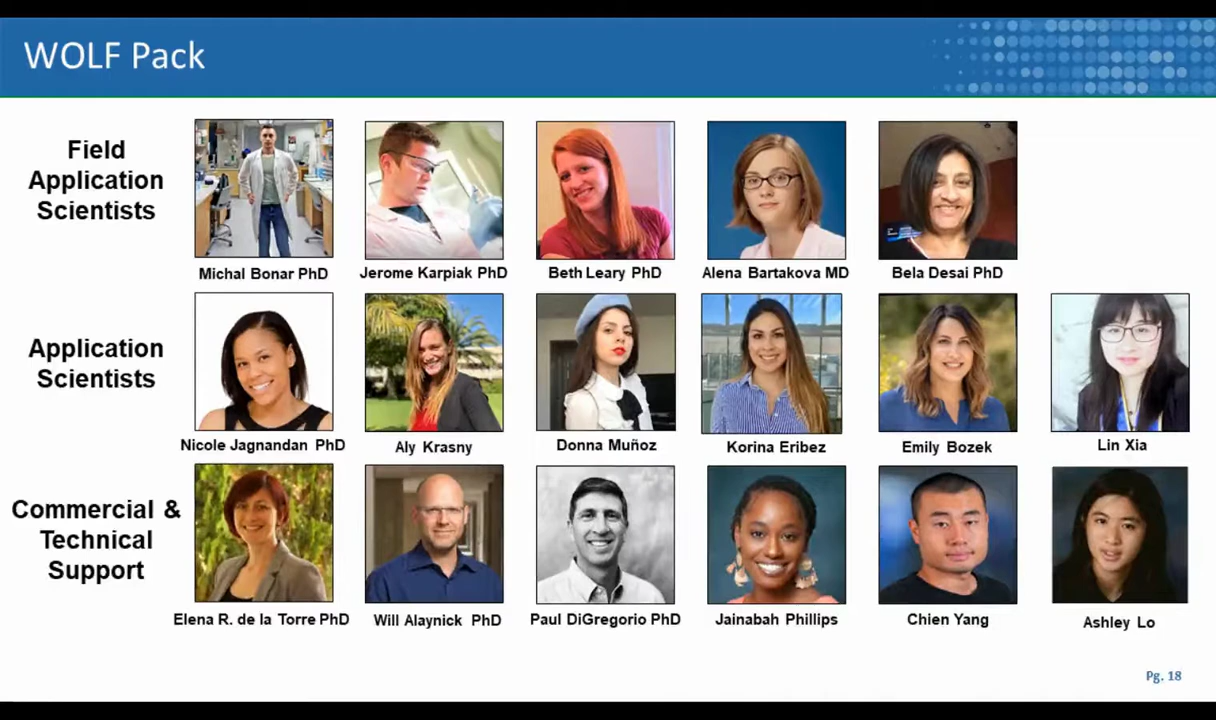 WOLF Pack
Field
Application
Scientists
Michal Bonar PhD
Jerome Karpiak PhD
Beth Leary PhD
Alena Bartakova MD
Bela Desai PhD
Application
Scientists
Nicole Jagnandan PhD
Aly Krasny
Donna Muñoz
Korina Eribez
Emily Bozek
Lin Xia
Commercial &
Technical
Support
Elena R. de la Torre PhD
Will Alaynick PhD
Paul DiGregorio PhD
Jainabah Phillips
Chien Yang
Ashley Lo
Pg. 18